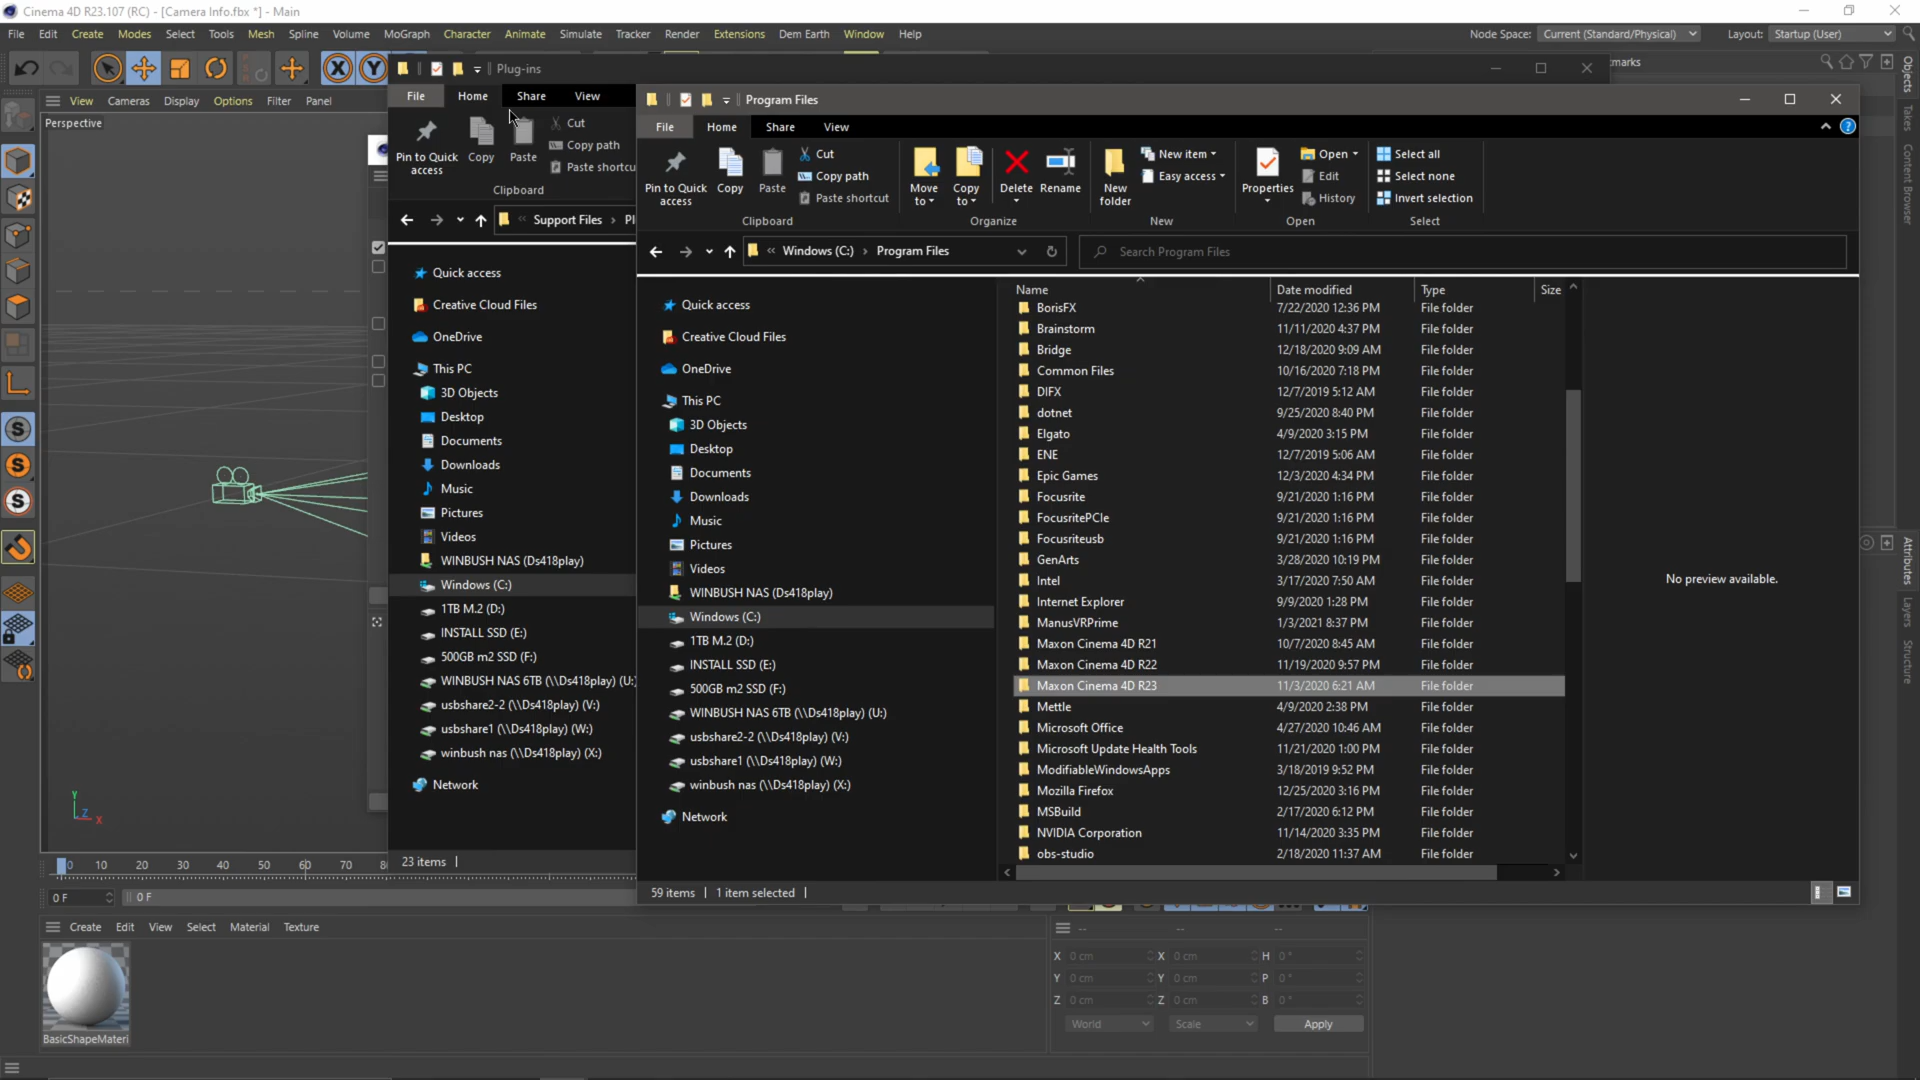 Cinema 4D R23.107 (RC) - [Camera Info.fbx *] - Main
File Edit Create Modes Select Tools Mesh Spline Volume MoGraph Character Animate Simulate Tracker Render Extensions Dem Earth Window Help
Node Space: Current (Standard/Physical) Layout: Startup (User)
X Y
Plug-ins
marks
View Cameras Display Options Filter Panel
Perspective
File Home Share View
Pin to Quick access
Copy
Paste
Cut
Copy path
Paste shortcu
Clipboard
Support Files
Quick access
Creative Cloud Files
OneDrive
This PC
3D Objects
Desktop
Documents
Downloads
Music
Pictures
Videos
WINBUSH NAS (Ds418play)
Windows (C:)
1TB M.2 (D:)
INSTALL SSD (E:)
500GB m2 SSD (F:)
WINBUSH NAS 6TB (\\Ds418play) (U:
usbshare2-2 (\\Ds418play) (V:)
usbshare1 (\\Ds418play) (W:)
winbush nas (\\Ds418play) (X:)
Network
23 items
Program Files
File Home Share View
Pin to Quick access
Copy
Paste
Cut
Copy path
Paste shortcut
Clipboard
Move to
Copy to
Delete
Rename
Organize
New folder
New item
Easy access
New
Properties
Open
Edit
History
Open
Select all
Select none
Invert selection
Select
Windows (C:) Program Files
Search Program Files
Quick access
Creative Cloud Files
OneDrive
This PC
3D Objects
Desktop
Documents
Downloads
Music
Pictures
Videos
WINBUSH NAS (Ds418play)
Windows (C:)
1TB M.2 (D:)
INSTALL SSD (E:)
500GB m2 SSD (F:)
WINBUSH NAS 6TB (\\Ds418play) (U:)
usbshare2-2 (\\Ds418play) (V:)
usbshare1 (\\Ds418play) (W:)
winbush nas (\\Ds418play) (X:)
Network
Name Date modified Type Size
BorisFX 7/22/2020 12:36 PM File folder
Brainstorm 11/11/2020 4:37 PM File folder
Bridge 12/18/2020 9:09 AM File folder
Common Files 10/16/2020 7:18 PM File folder
DIFX 12/7/2019 5:12 AM File folder
dotnet 9/25/2020 8:40 PM File folder
Elgato 4/9/2020 3:15 PM File folder
ENE 12/7/2019 5:06 AM File folder
Epic Games 12/3/2020 4:34 PM File folder
Focusrite 9/21/2020 1:16 PM File folder
FocusritePCIe 9/21/2020 1:16 PM File folder
Focusriteusb 9/21/2020 1:16 PM File folder
GenArts 3/28/2020 10:19 PM File folder
Intel 3/17/2020 7:50 AM File folder
Internet Explorer 9/9/2020 1:28 PM File folder
ManusVRPrime 1/3/2021 8:37 PM File folder
Maxon Cinema 4D R21 10/7/2020 8:45 AM File folder
Maxon Cinema 4D R22 11/19/2020 9:57 PM File folder
Maxon Cinema 4D R23 11/3/2020 6:21 AM File folder
Mettle 4/9/2020 2:38 PM File folder
Microsoft Office 4/27/2020 10:46 AM File folder
Microsoft Update Health Tools 11/21/2020 1:00 PM File folder
ModifiableWindowsApps 3/18/2019 9:52 PM File folder
Mozilla Firefox 12/25/2020 3:16 PM File folder
MSBuild 2/17/2020 6:12 PM File folder
NVIDIA Corporation 11/14/2020 3:35 PM File folder
obs-studio 2/18/2020 11:37 AM File folder
No preview available.
59 items 1 item selected
Objects
Takes
Content Browser
Attributes
Layers
Structure
Y
Z
X
0 10 20 30 40 50 60 70 8
0 F 0 F
Create Edit View Select Material Texture
BasicShapeMateri
-- -- --
X 0 cm X 0 cm H 0 °
Y 0 cm Y 0 cm P 0 °
Z 0 cm Z 0 cm B 0 °
World Scale Apply